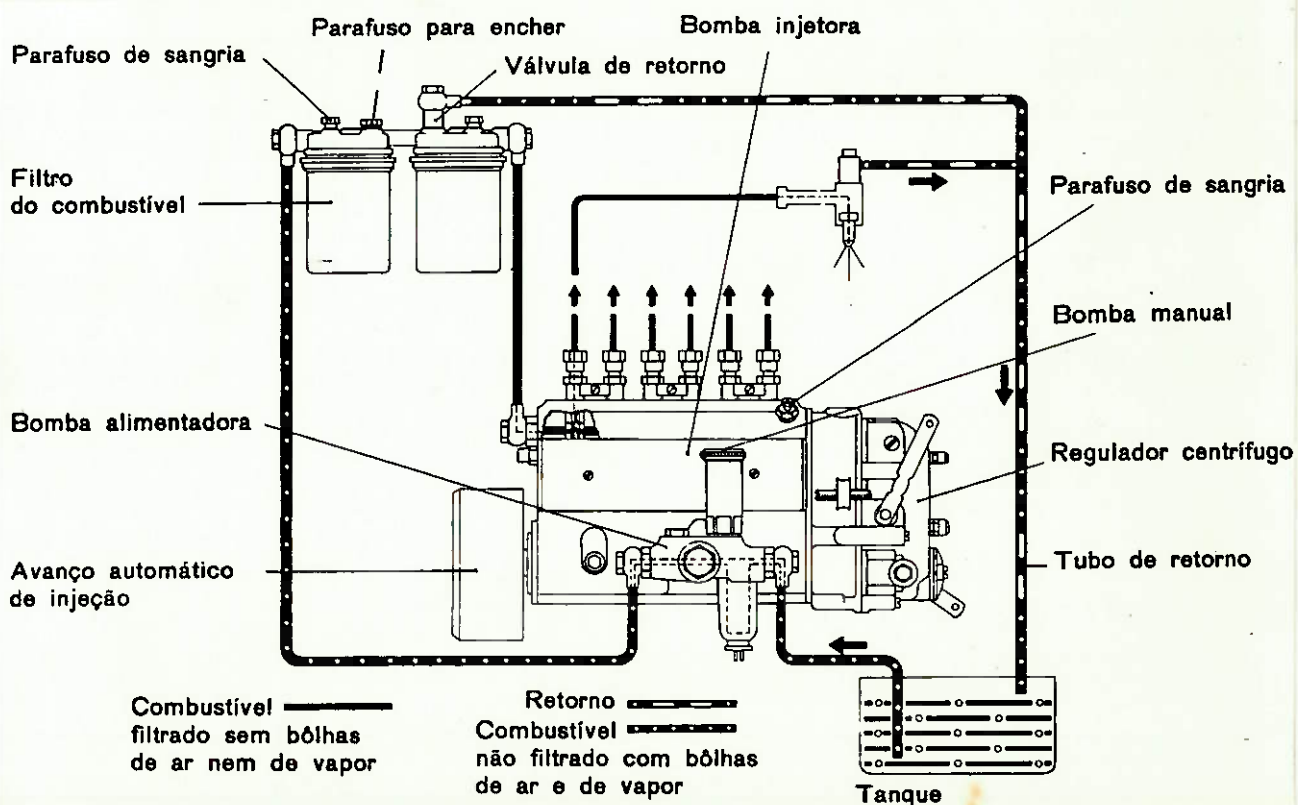 Parafuso para encher
Bomba injetora
Parafuso de sangria
Válvula de retorno
Filtro
do combustível
Parafuso de sangria
Bomba manual
Bomba alimentadora
Regulador centrífugo
Avanço automático
de injeção
Tubo de retorno
Combustível
filtrado sem bôlhas
de ar nem de vapor
Retorno
Combustível
não filtrado com bôlhas
de ar e de vapor
Tanque